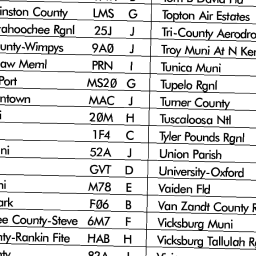 inston County LMS G Topton Air Estates
ahoochee Rgnl 25J J Tri-County Aerodro
unty-Wimpys 9A0 J Troy Muni At N Ken
aw Meml PRN I Tunica Muni
Port MS20 G Tupelo Rgnl
ntown MAC J Turner County
i 20M H Tuscaloosa Ntl
1F4 C Tyler Pounds Rgnl
ni 52A J Union Parish
GVT D University-Oxford
ni M78 E Vaiden Fld
ark F06 B Van Zandt County R
ee County-Steve 6M7 F Vicksburg Muni
nty-Rankin Fite HAB H Vicksburg Tallulah R